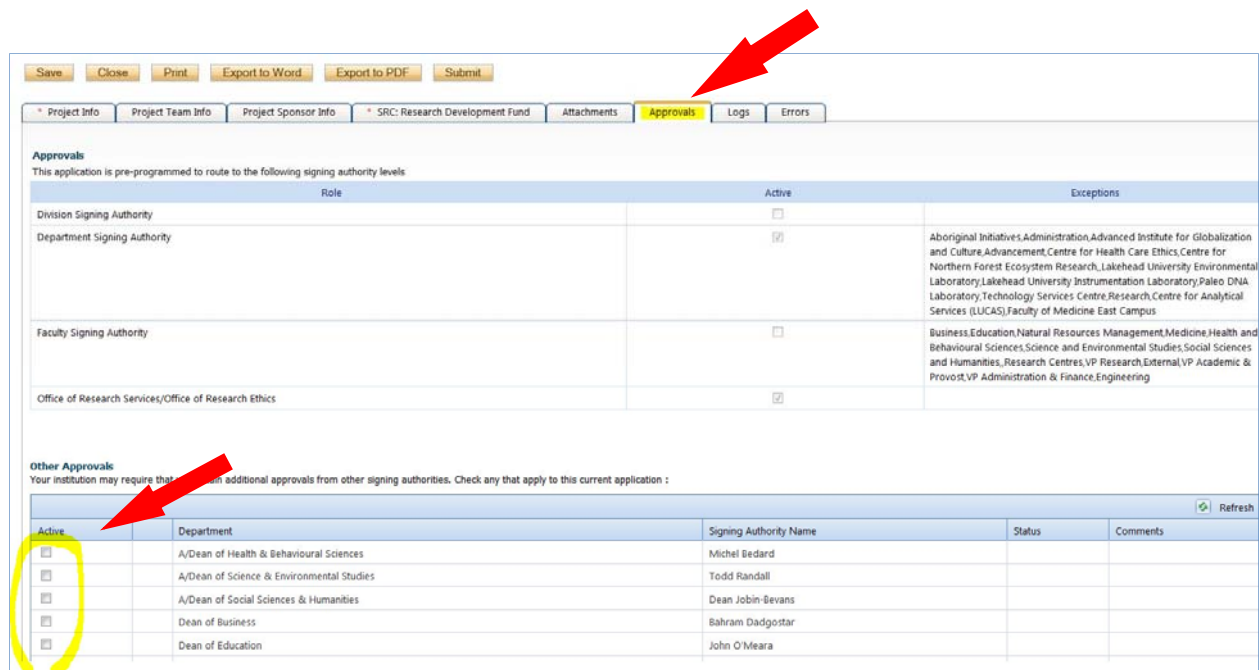 Save Close Print Export to Word Export to PDF Submit
* Project Info Project Team Info Project Sponsor Info * SRC: Research Development Fund Attachments Approvals Logs Errors
Approvals
This application is pre-programmed to route to the following signing authority levels
Role Active Exceptions
Division Signing Authority
Department Signing Authority
Aboriginal Initiatives,Administration,Advanced Institute for Globalization
and Culture,Advancement,Centre for Health Care Ethics,Centre for
Northern Forest Ecosystem Research,,Lakehead University Environmental
Laboratory,Lakehead University Instrumentation Laboratory,Paleo DNA
Laboratory,Technology Services Centre,Research,Centre for Analytical
Services (LUCAS),Faculty of Medicine East Campus
Faculty Signing Authority
Business,Education,Natural Resources Management,Medicine,Health and
Behavioural Sciences,Science and Environmental Studies,Social Sciences
and Humanities,,Research Centres,VP Research,External,VP Academic &
Provost,VP Administration & Finance,Engineering
Office of Research Services/Office of Research Ethics
Other Approvals
Your institution may require that additional approvals from other signing authorities. Check any that apply to this current application :
Refresh
Active Department Signing Authority Name Status Comments
A/Dean of Health & Behavioural Sciences Michel Bedard
A/Dean of Science & Environmental Studies Todd Randall
A/Dean of Social Sciences & Humanities Dean Jobin-Bevans
Dean of Business Bahram Dadgostar
Dean of Education John O'Meara